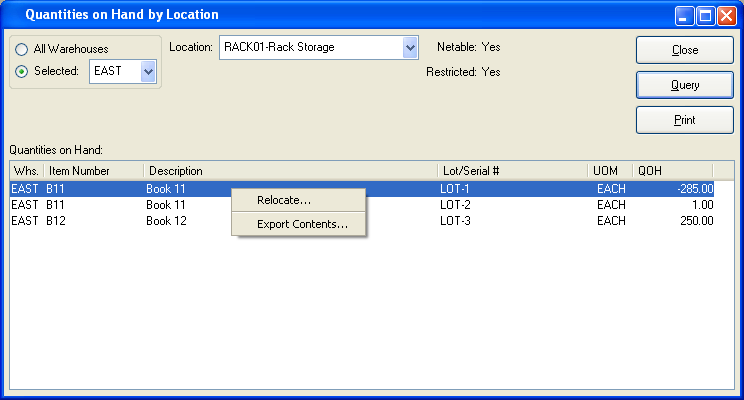 Quantities on Hand by Location
All Warehouses
Selected: EAST
Location: RACK01-Rack Storage
Netable: Yes
Restricted: Yes
Close
Query
Print
Quantities on Hand:
Whs. Item Number Description Lot/Serial # UOM QOH
EAST B11 Book 11 LOT-1 EACH -285.00
EAST B11 Book 11 LOT-2 EACH 1.00
EAST B12 Book 12 LOT-3 EACH 250.00
Relocate...
Export Contents...